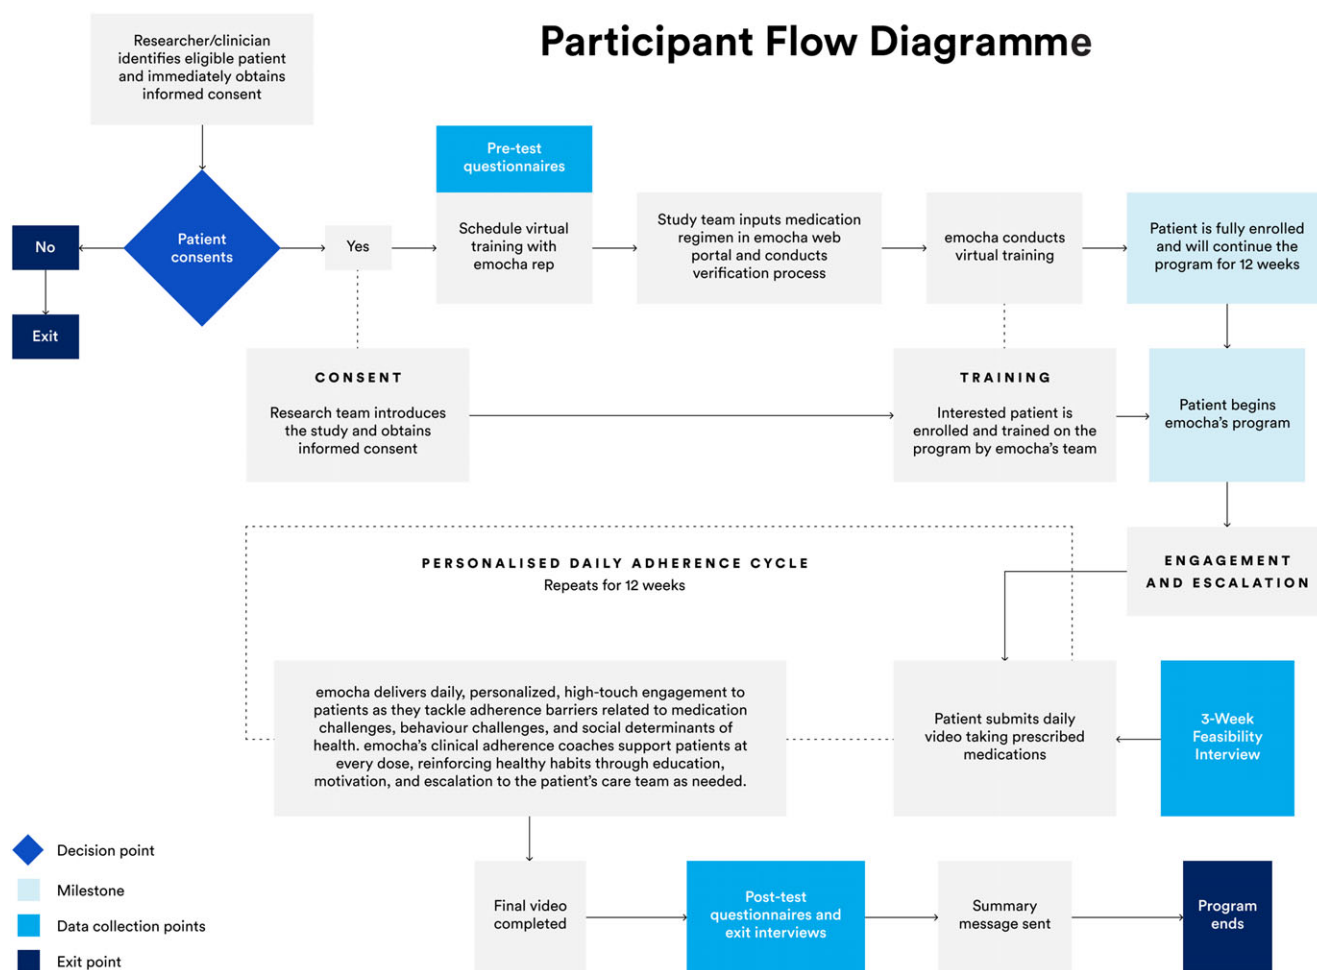 Participant Flow Diagramme
Researcher/clinician
identifies eligible patient
and immediately obtains
informed consent
Patient
consents
No
Exit
Yes
Pre-test
questionnaires
Schedule virtual
training with
emocha rep
Study team inputs medication
regimen in emocha web
portal and conducts
verification process
emocha conducts
virtual training
Patient is fully enrolled
and will continue the
program for 12 weeks
CONSENT
Research team introduces
the study and obtains
informed consent
TRAINING
Interested patient is
enrolled and trained on the
program by emocha’s team
Patient begins
emocha’s program
ENGAGEMENT
AND ESCALATION
PERSONALISED DAILY ADHERENCE CYCLE
Repeats for 12 weeks
emocha delivers daily, personalized, high-touch engagement to
patients as they tackle adherence barriers related to medication
challenges, behaviour challenges, and social determinants of
health. emocha’s clinical adherence coaches support patients at
every dose, reinforcing healthy habits through education,
motivation, and escalation to the patient’s care team as needed.
Patient submits daily
video taking prescribed
medications
3-Week
Feasibility
Interview
Final video
completed
Post-test
questionnaires and
exit interviews
Summary
message sent
Program
ends
Decision point
Milestone
Data collection points
Exit point